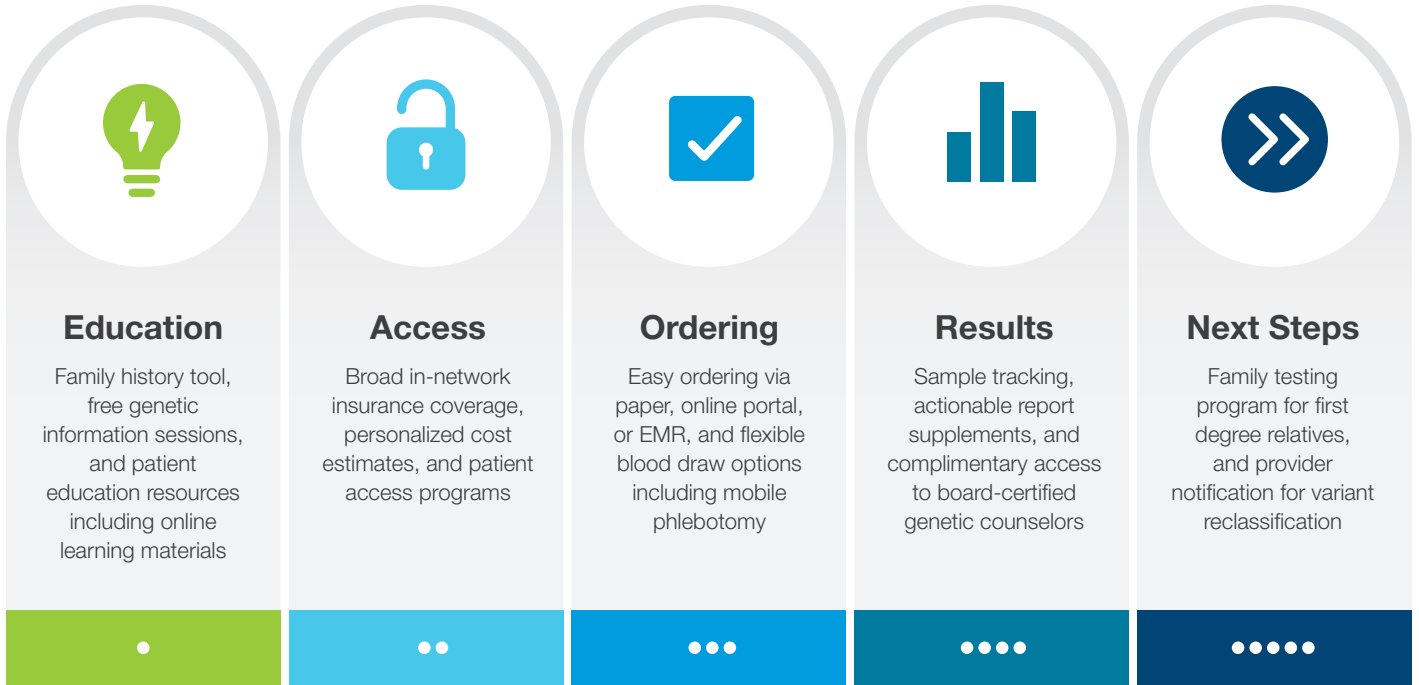 Education
Family history tool,
free genetic
information sessions,
and patient
education resources
including online
learning materials
Access
Broad in-network
insurance coverage,
personalized cost
estimates, and patient
access programs
Ordering
Easy ordering via
paper, online portal,
or EMR, and flexible
blood draw options
including mobile
phlebotomy
Results
Sample tracking,
actionable report
supplements, and
complimentary access
to board-certified
genetic counselors
Next Steps
Family testing
program for first
degree relatives,
and provider
notification for variant
reclassification